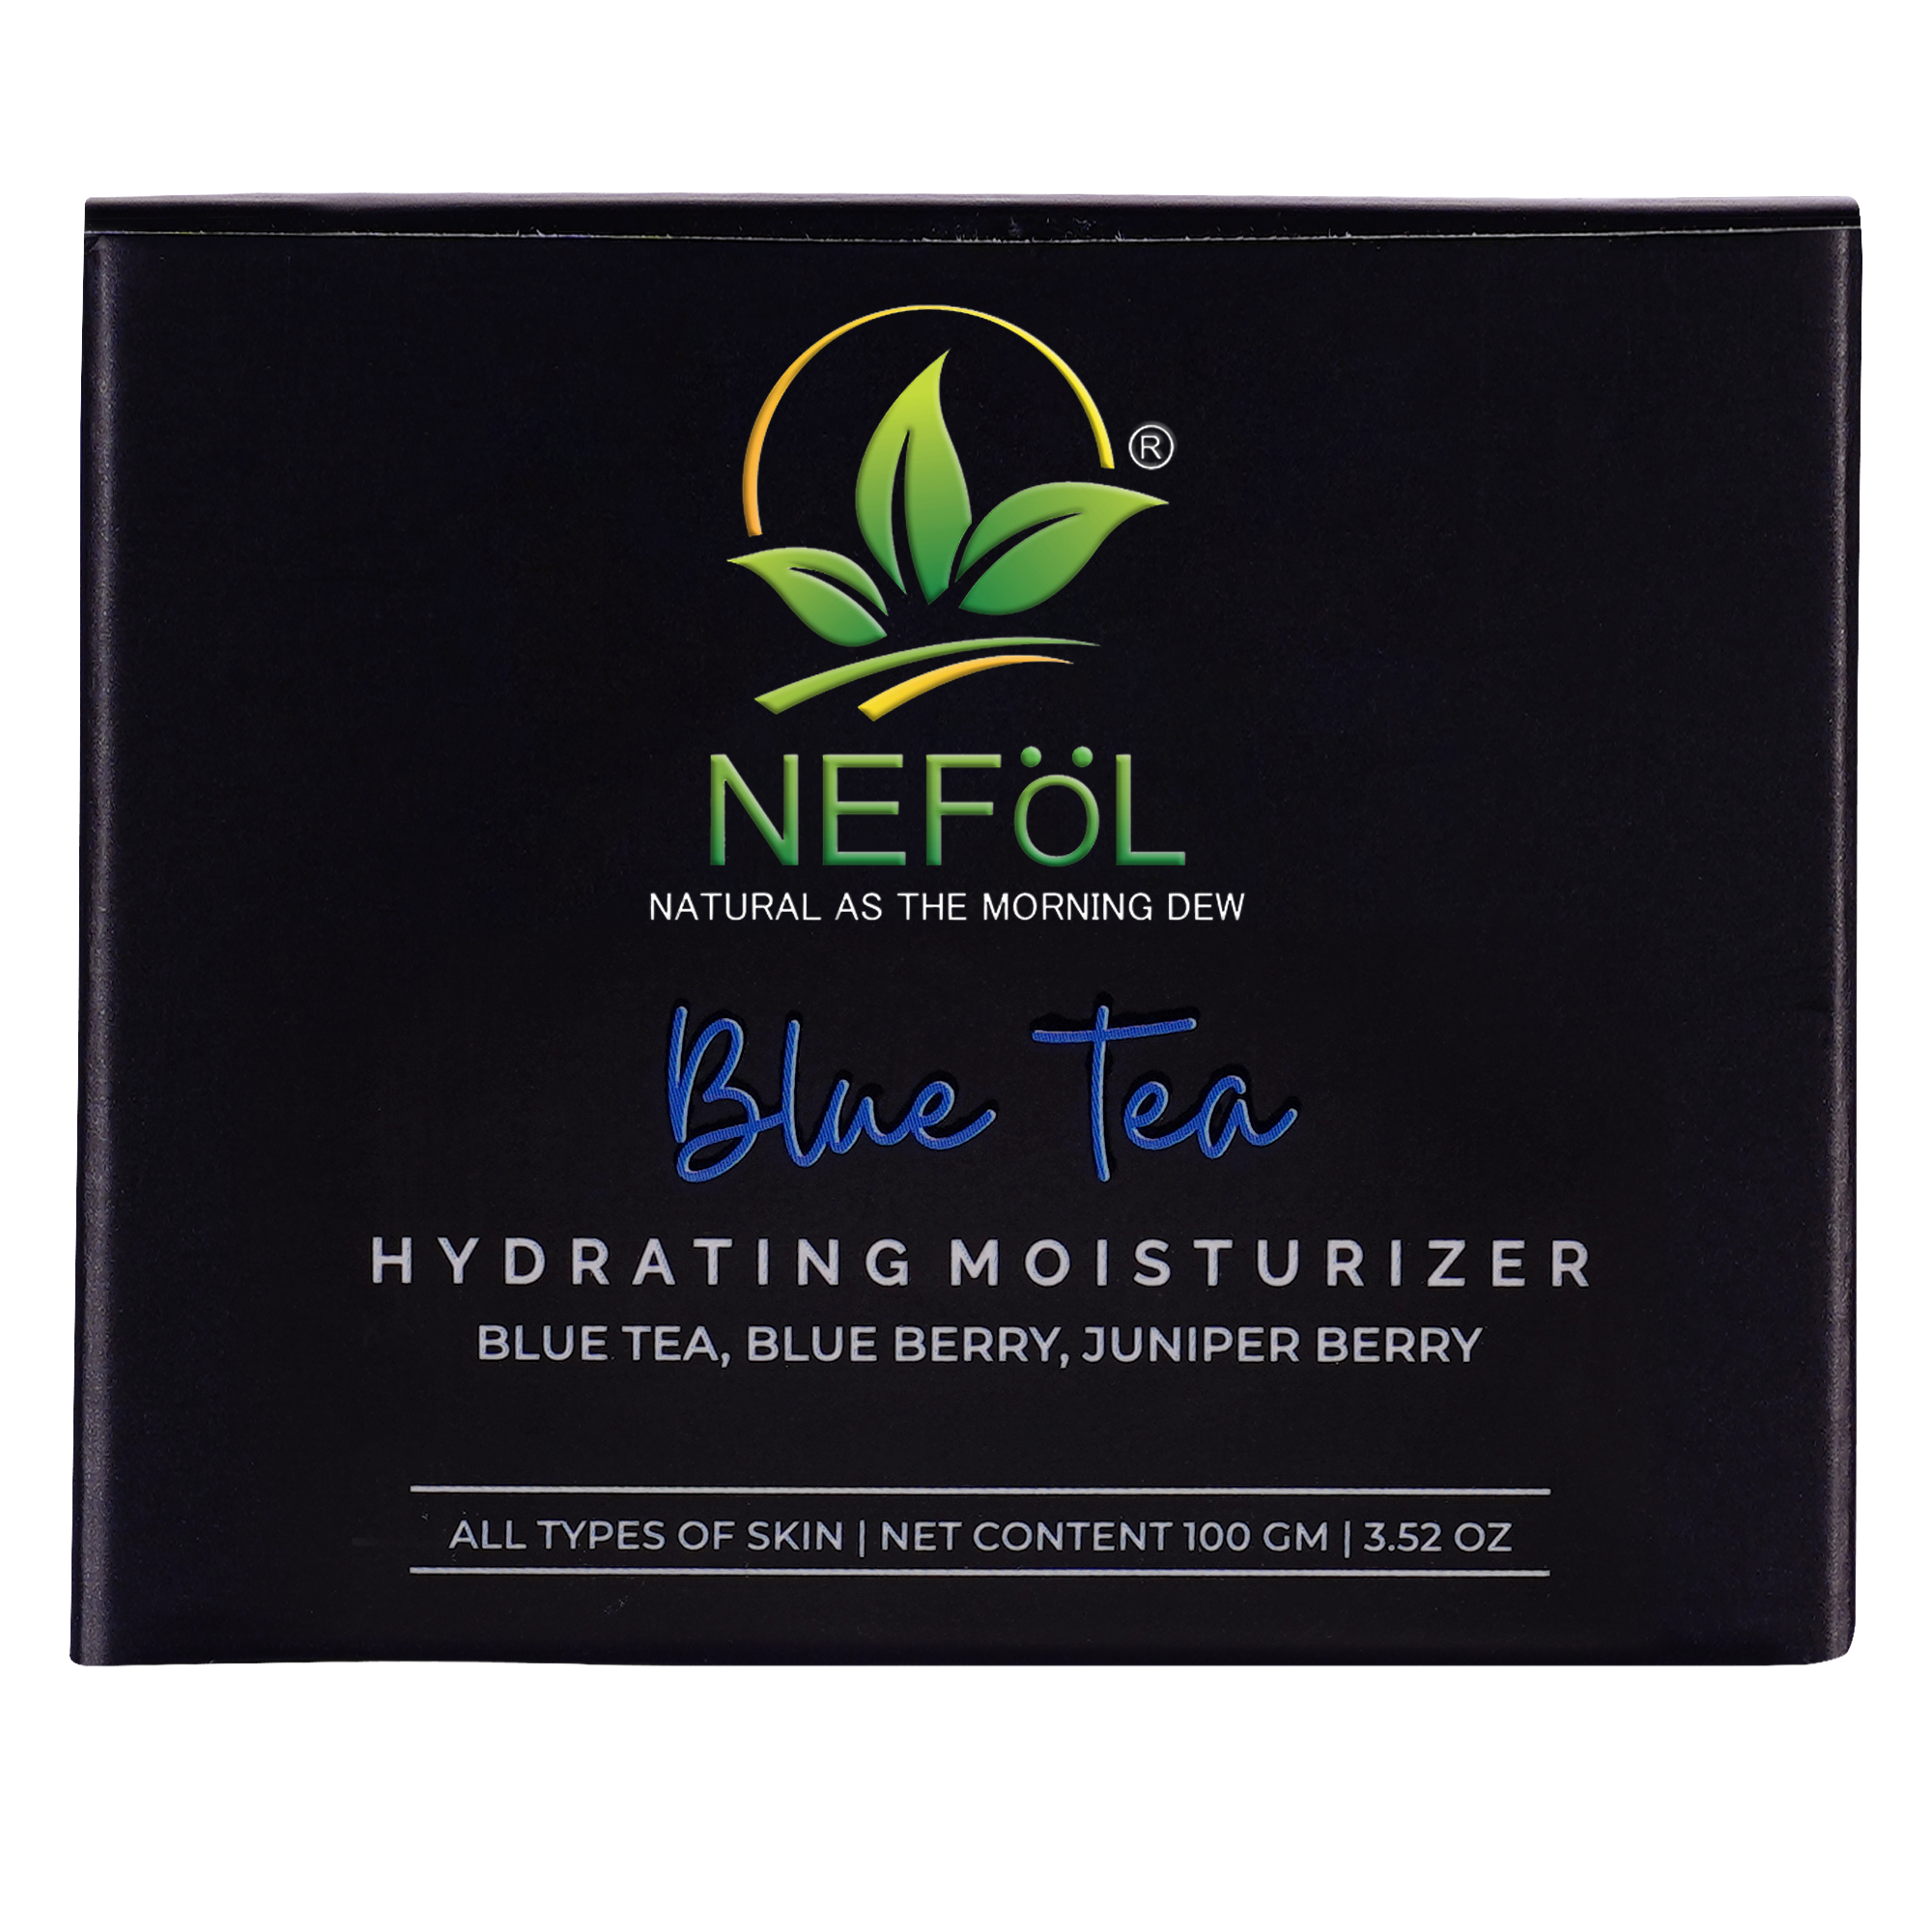 ®
NEFöL
NATURAL AS THE MORNING DEW
Blue Tea
HYDRATING MOISTURIZER
BLUE TEA, BLUE BERRY, JUNIPER BERRY
ALL TYPES OF SKIN | NET CONTENT 100 GM | 3.52 OZ